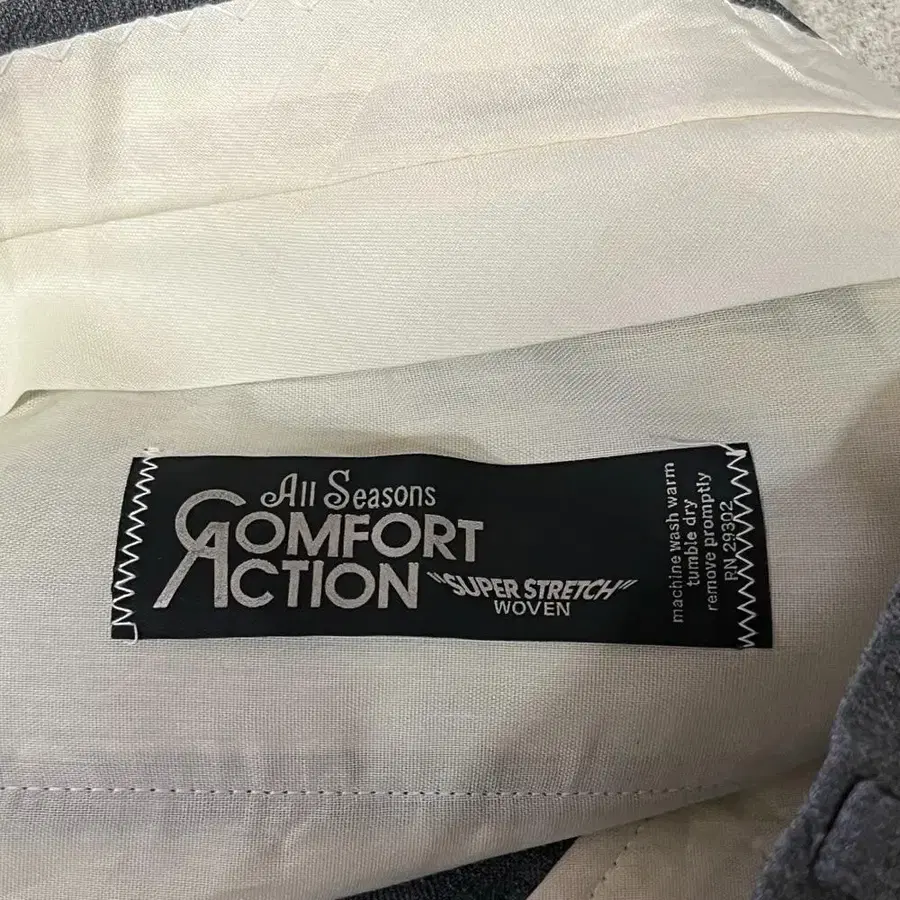 All Seasons
COMFORT
ACTION
"SUPER STRETCH"
WOVEN
machine wash warm
tumble dry
remove promptly
RN 29302